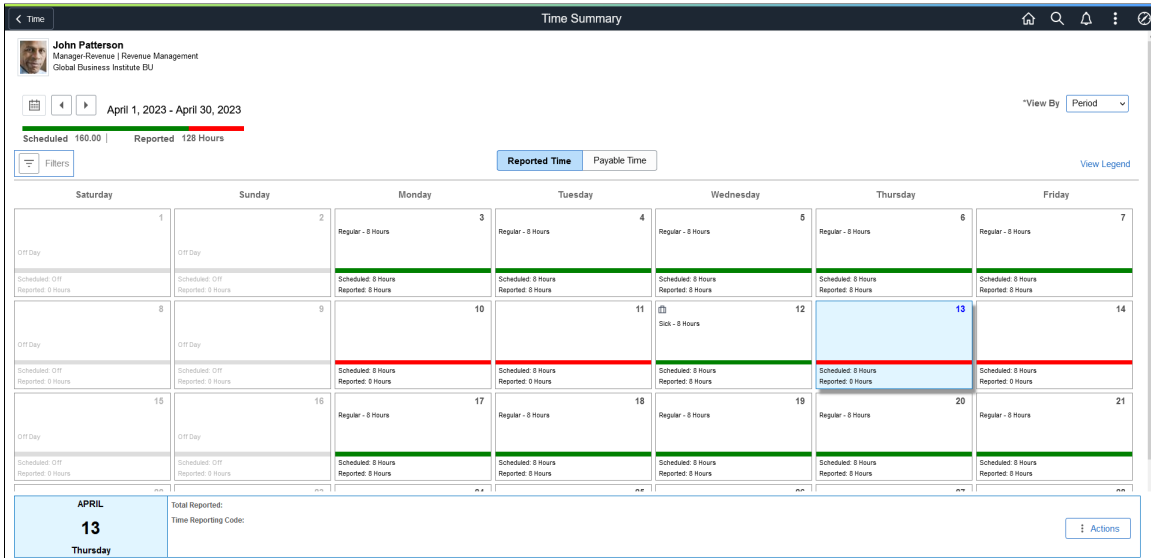 Time
Time Summary
John Patterson
Manager-Revenue | Revenue Management
Global Business Institute BU
April 1, 2023 - April 30, 2023
*View By Period
Scheduled 160.00 | Reported 128 Hours
Filters
Reported Time Payable Time
View Legend
Saturday Sunday Monday Tuesday Wednesday Thursday Friday
1 2 3 4 5 6 7
Regular - 8 Hours Regular - 8 Hours Regular - 8 Hours Regular - 8 Hours Regular - 8 Hours
Off Day Off Day
Scheduled: Off Scheduled: Off Scheduled: 8 Hours Scheduled: 8 Hours Scheduled: 8 Hours Scheduled: 8 Hours Scheduled: 8 Hours
Reported: 0 Hours Reported: 0 Hours Reported: 8 Hours Reported: 8 Hours Reported: 8 Hours Reported: 8 Hours Reported: 8 Hours
8 9 10 11 12 13 14
Sick - 8 Hours
Off Day Off Day
Scheduled: Off Scheduled: Off Scheduled: 8 Hours Scheduled: 8 Hours Scheduled: 8 Hours Scheduled: 8 Hours Scheduled: 8 Hours
Reported: 0 Hours Reported: 0 Hours Reported: 0 Hours Reported: 0 Hours Reported: 8 Hours Reported: 0 Hours Reported: 0 Hours
15 16 17 18 19 20 21
Regular - 8 Hours Regular - 8 Hours Regular - 8 Hours Regular - 8 Hours Regular - 8 Hours
Off Day Off Day
Scheduled: Off Scheduled: Off Scheduled: 8 Hours Scheduled: 8 Hours Scheduled: 8 Hours Scheduled: 8 Hours Scheduled: 8 Hours
Reported: 0 Hours Reported: 0 Hours Reported: 8 Hours Reported: 8 Hours Reported: 8 Hours Reported: 8 Hours Reported: 8 Hours
APRIL
13
Thursday
Total Reported:
Time Reporting Code:
Actions